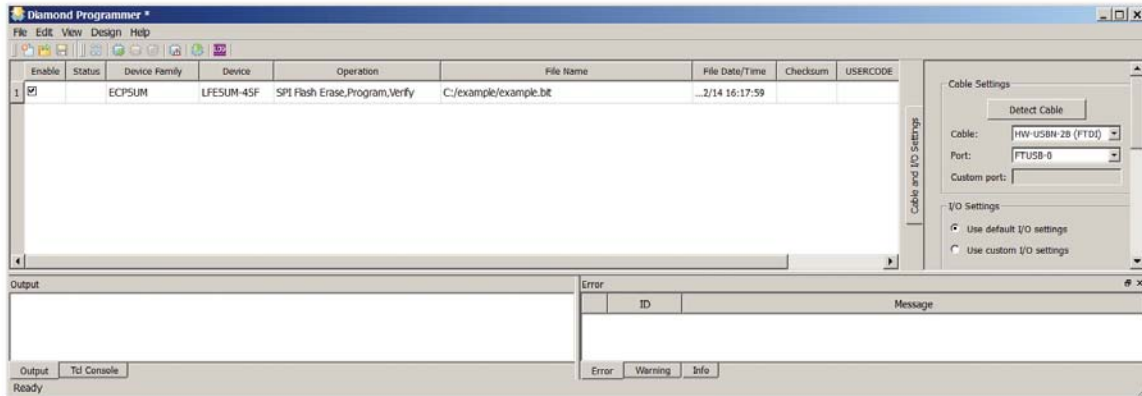 Diamond Programmer *
File Edit View Design Help
Enable Status Device Family Device Operation File Name File Date/Time Checksum USERCODE
1 ECP5UM LFE5UM-45F SPI Flash Erase,Program,Verify C:/example/example.bit ...2/14 16:17:59
Cable and I/O Settings
Cable Settings
Detect Cable
Cable: HW-USBN-2B (FTDI)
Port: FTUSB-0
Custom port:
I/O Settings
Use default I/O settings
Use custom I/O settings
Output
Error
ID Message
Output Tcl Console
Error Warning Info
Ready